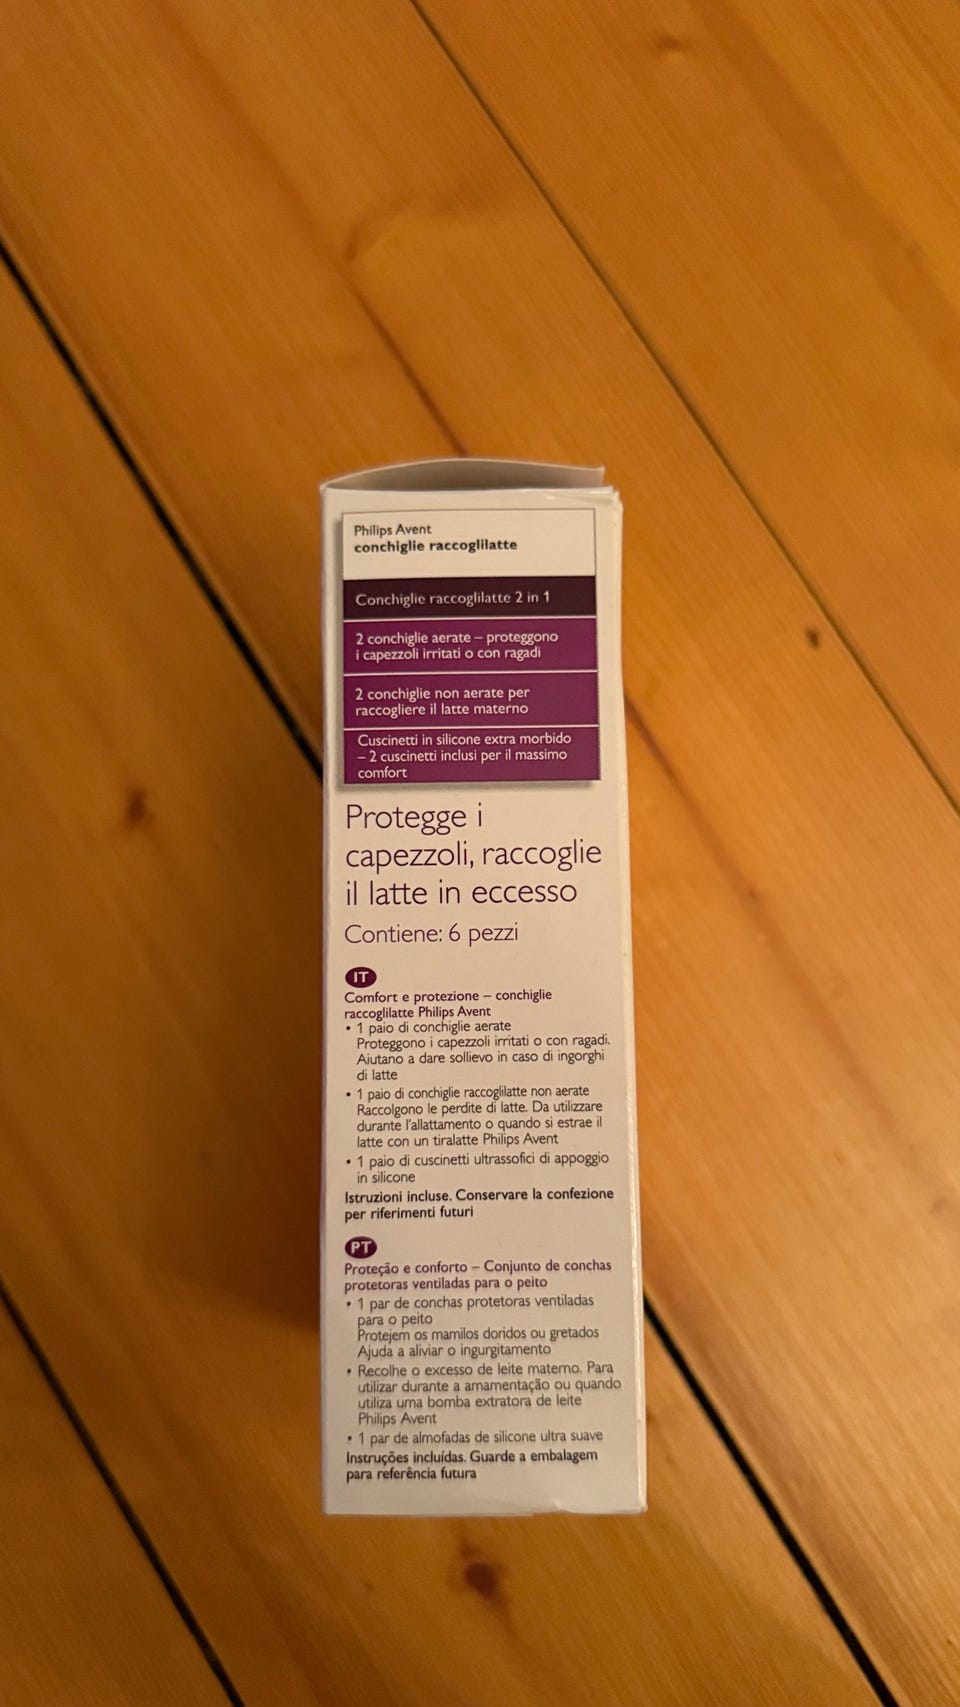 Philips Avent
conchiglie raccoglilatte
Conchiglie raccoglilatte 2 in 1
2 conchiglie aerate – proteggono
i capezzoli irritati o con ragadi
2 conchiglie non aerate per
raccogliere il latte materno
Cuscinetti in silicone extra morbido
– 2 cuscinetti inclusi per il massimo
comfort
Protegge i
capezzoli, raccoglie
il latte in eccesso
Contiene: 6 pezzi
IT
Comfort e protezione – conchiglie
raccoglilatte Philips Avent
• 1 paio di conchiglie aerate
Proteggono i capezzoli irritati o con ragadi.
Aiutano a dare sollievo in caso di ingorghi
di latte
• 1 paio di conchiglie raccoglilatte non aerate
Raccolgono le perdite di latte. Da utilizzare
durante l'allattamento o quando si estrae il
latte con un tiralatte Philips Avent
• 1 paio di cuscinetti ultrassofici di appoggio
in silicone
Istruzioni incluse. Conservare la confezione
per riferimenti futuri
PT
Proteção e conforto – Conjunto de conchas
protetoras ventiladas para o peito
• 1 par de conchas protetoras ventiladas
para o peito
Protejem os mamilos doridos ou gretados
Ajuda a aliviar o ingurgitamento
• Recolhe o excesso de leite materno. Para
utilizar durante a amamentação ou quando
utiliza uma bomba extratora de leite
Philips Avent
• 1 par de almofadas de silicone ultra suave
Instruções incluídas. Guarde a embalagem
para referência futura